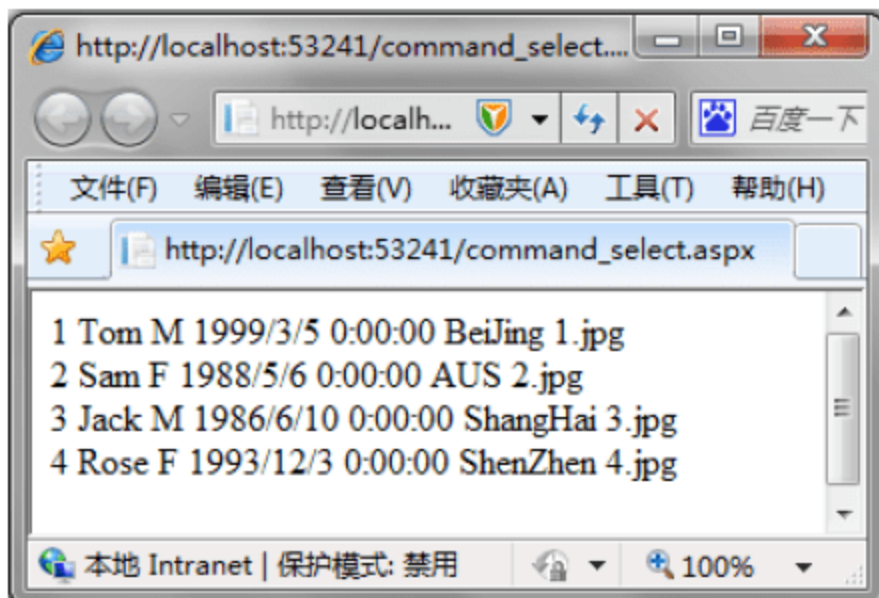 http://localhost:53241/command_select....
http://localh...
百度一下
文件(F) 编辑(E) 查看(V) 收藏夹(A) 工具(T) 帮助(H)
http://localhost:53241/command_select.aspx
1 Tom M 1999/3/5 0:00:00 BeiJing 1.jpg
2 Sam F 1988/5/6 0:00:00 AUS 2.jpg
3 Jack M 1986/6/10 0:00:00 ShangHai 3.jpg
4 Rose F 1993/12/3 0:00:00 ShenZhen 4.jpg
本地 Intranet | 保护模式: 禁用
100%